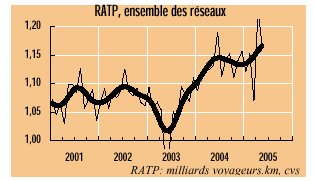 RATP, ensemble des réseaux
1,20
1,15
1,10
1,05
1,00
2001 2002 2003 2004 2005
RATP: milliards voyageurs.km, cvs